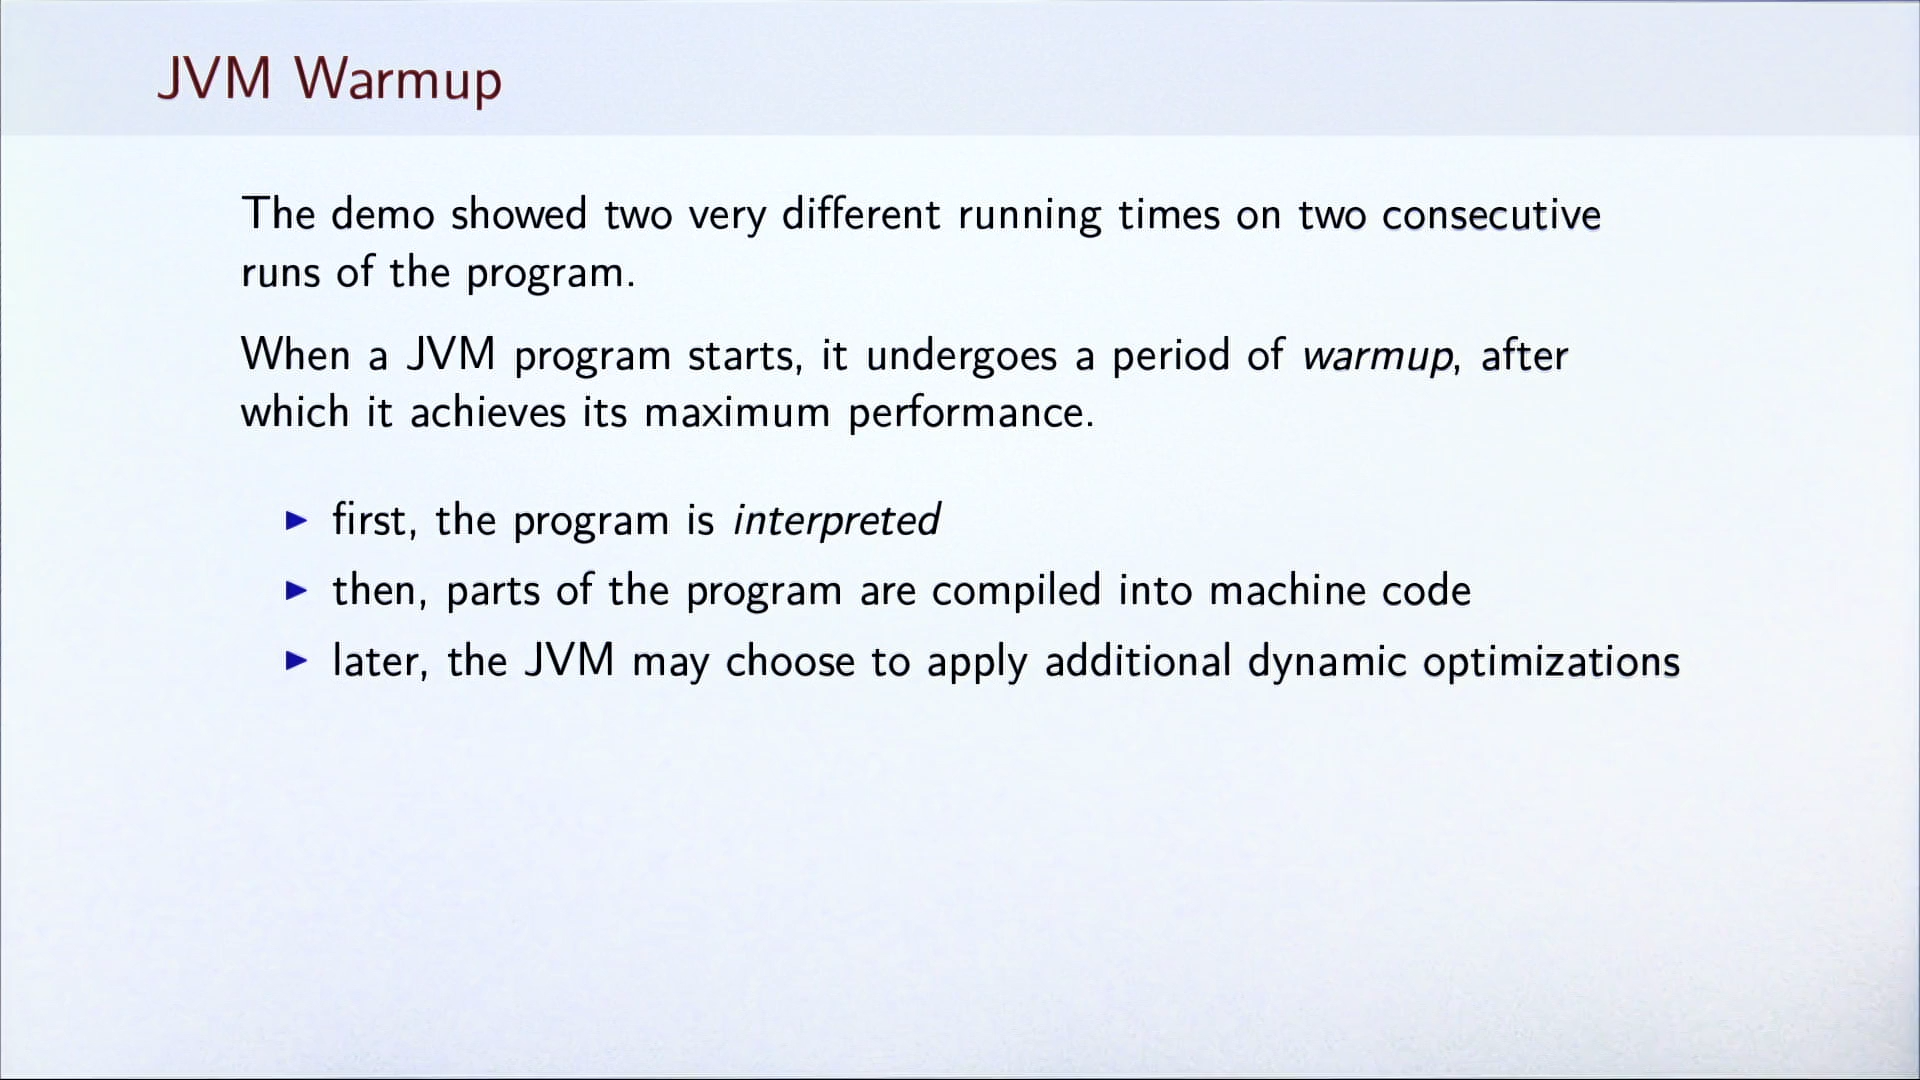 JVM Warmup
The demo showed two very different running times on two consecutive
runs of the program.
When a JVM program starts, it undergoes a period of warmup, after
which it achieves its maximum performance.
▶ first, the program is interpreted
▶ then, parts of the program are compiled into machine code
▶ later, the JVM may choose to apply additional dynamic optimizations